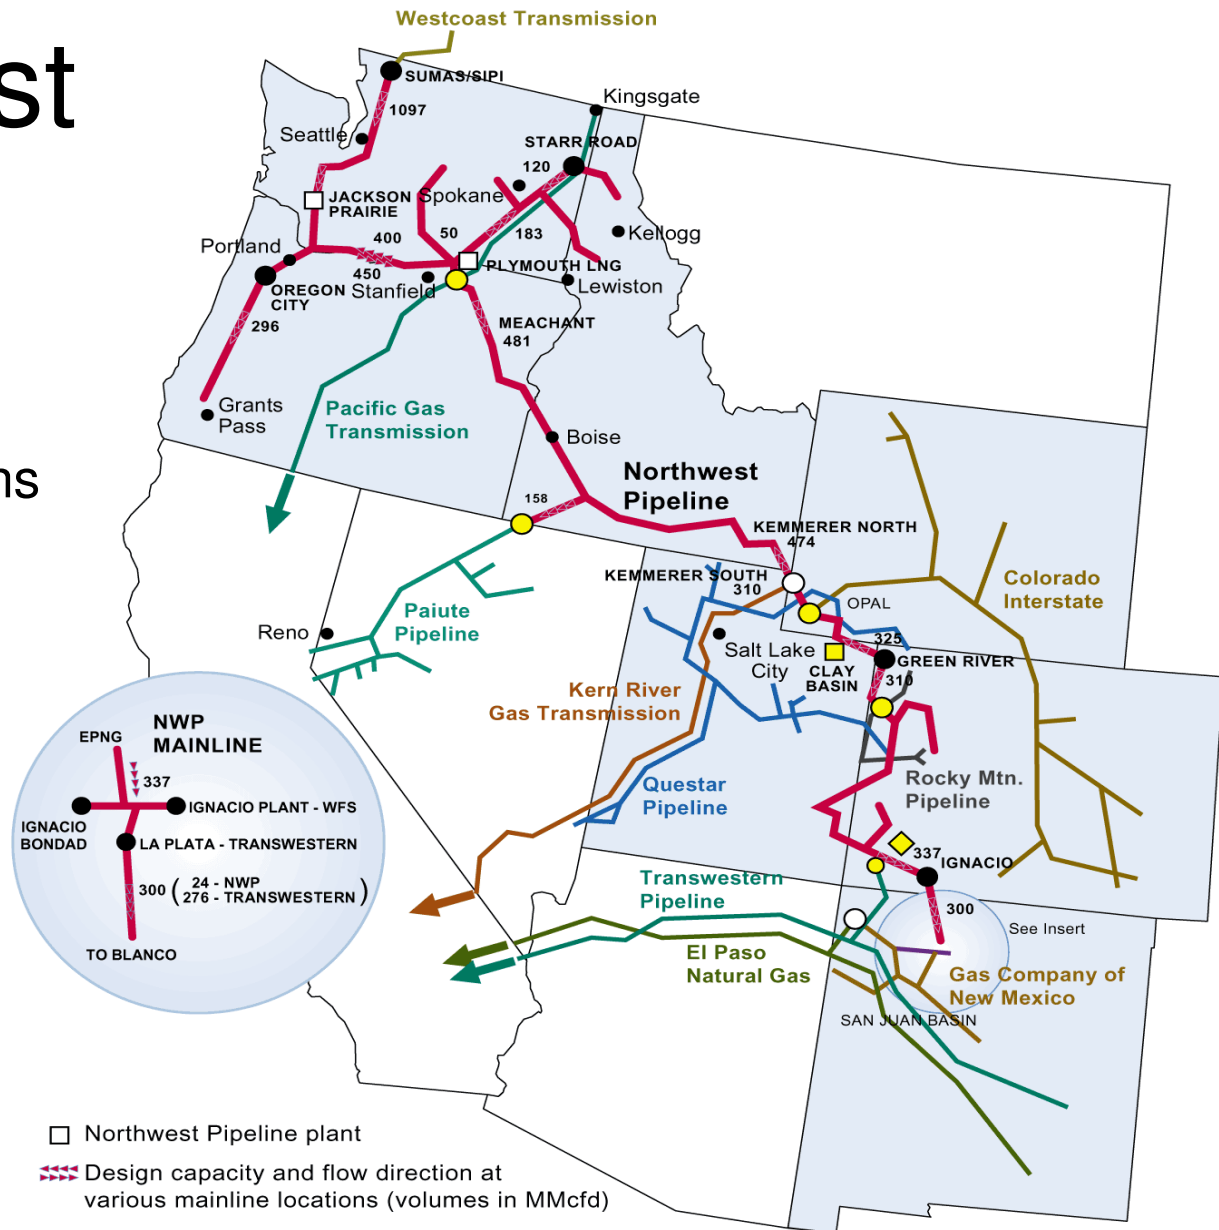 st
ns
Westcoast Transmission
SUMAS/SIPI
1097
Kingsgate
Seattle
STARR ROAD
120
JACKSON
PRAIRIE
Spokane
400
50
183
Kellogg
Portland
450
PLYMOUTH LNG
OREGON
CITY
Stanfield
Lewiston
296
MEACHANT
481
Grants
Pass
Pacific Gas
Transmission
Boise
Northwest
Pipeline
158
KEMMERER NORTH
474
KEMMERER SOUTH
310
OPAL
Colorado
Interstate
Paiute
Pipeline
Reno
325
Salt Lake
City
CLAY
BASIN
GREEN RIVER
310
Kern River
Gas Transmission
Questar
Pipeline
Rocky Mtn.
Pipeline
NWP
MAINLINE
EPNG
337
IGNACIO PLANT - WFS
IGNACIO
BONDAD
LA PLATA - TRANSWESTERN
300 ( 24 - NWP
276 - TRANSWESTERN )
TO BLANCO
337
IGNACIO
Transwestern
Pipeline
300
See Insert
El Paso
Natural Gas
Gas Company of
New Mexico
SAN JUAN BASIN
Northwest Pipeline plant
Design capacity and flow direction at
various mainline locations (volumes in MMcfd)